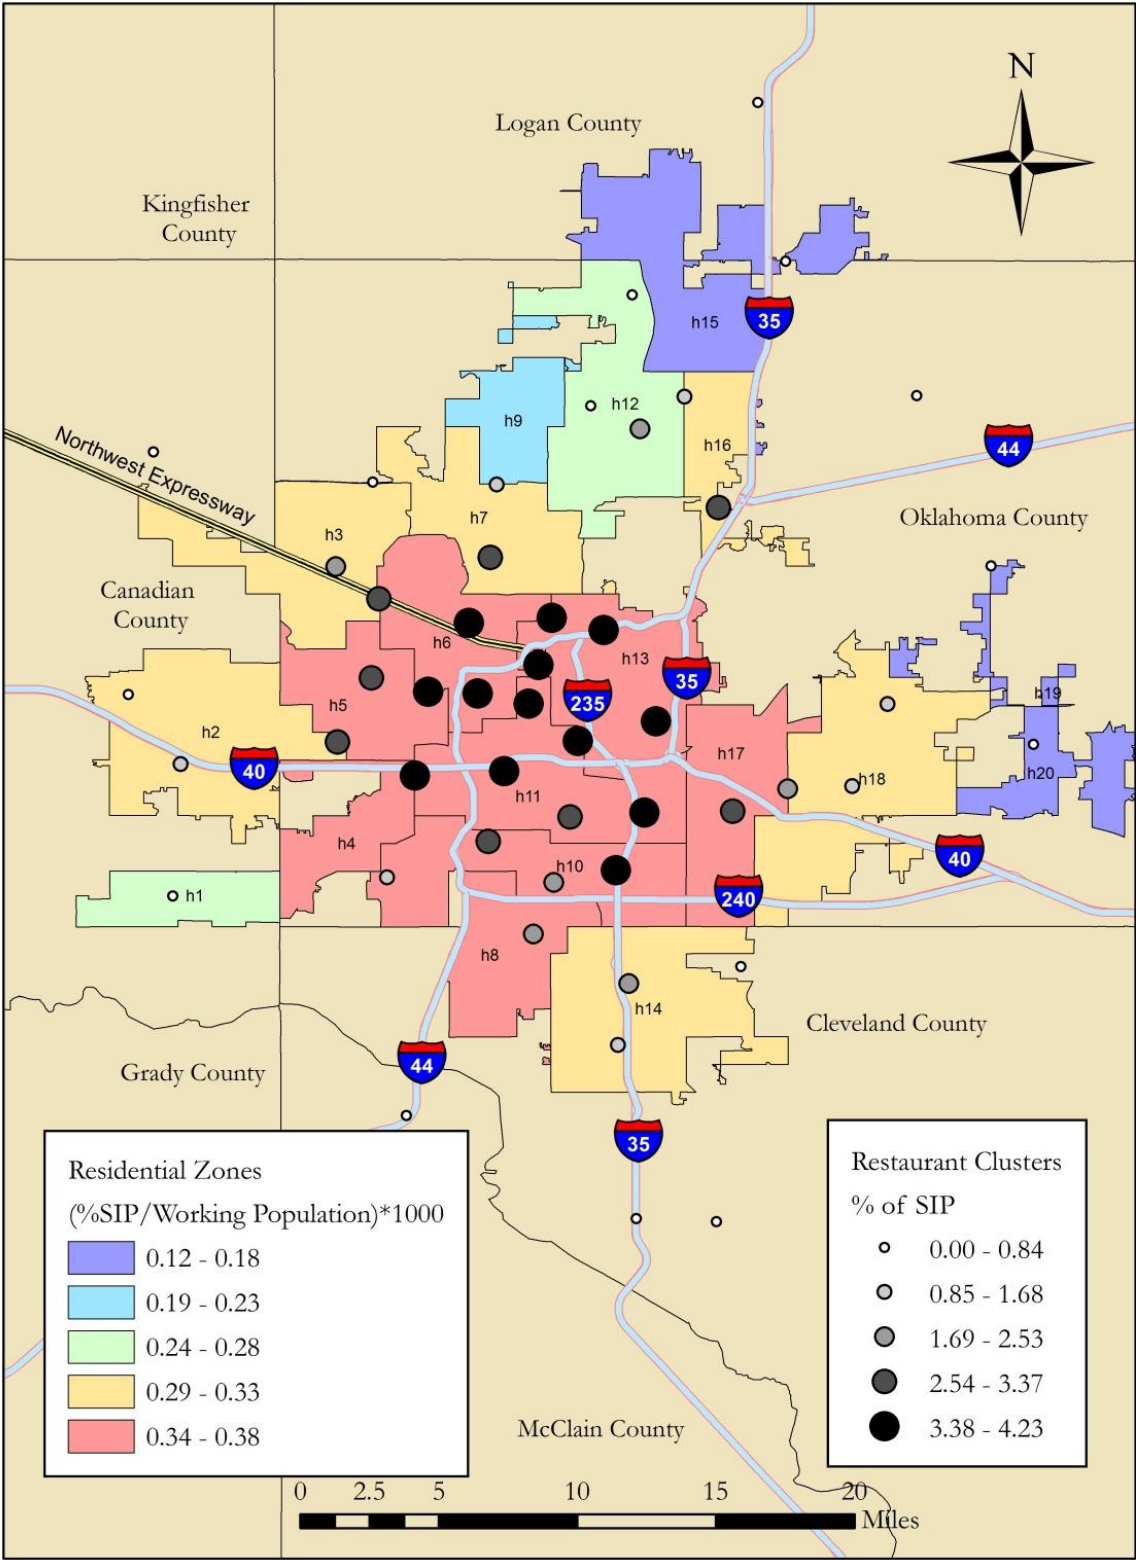 N
Logan County
Kingfisher
County
h15
35
h9
h12
h16
44
Northwest Expressway
h3
h7
Oklahoma County
Canadian
County
h6
h13
h5
35
235
h19
h2
h17
40
h20
h18
h11
h4
h10
40
h1
240
h8
h14
Cleveland County
44
Grady County
35
Residential Zones
(%SIP/Working Population)*1000
0.12 - 0.18
0.19 - 0.23
0.24 - 0.28
0.29 - 0.33
0.34 - 0.38
Restaurant Clusters
% of SIP
0.00 - 0.84
0.85 - 1.68
1.69 - 2.53
2.54 - 3.37
3.38 - 4.23
McClain County
0 2.5 5 10 15 20
Miles